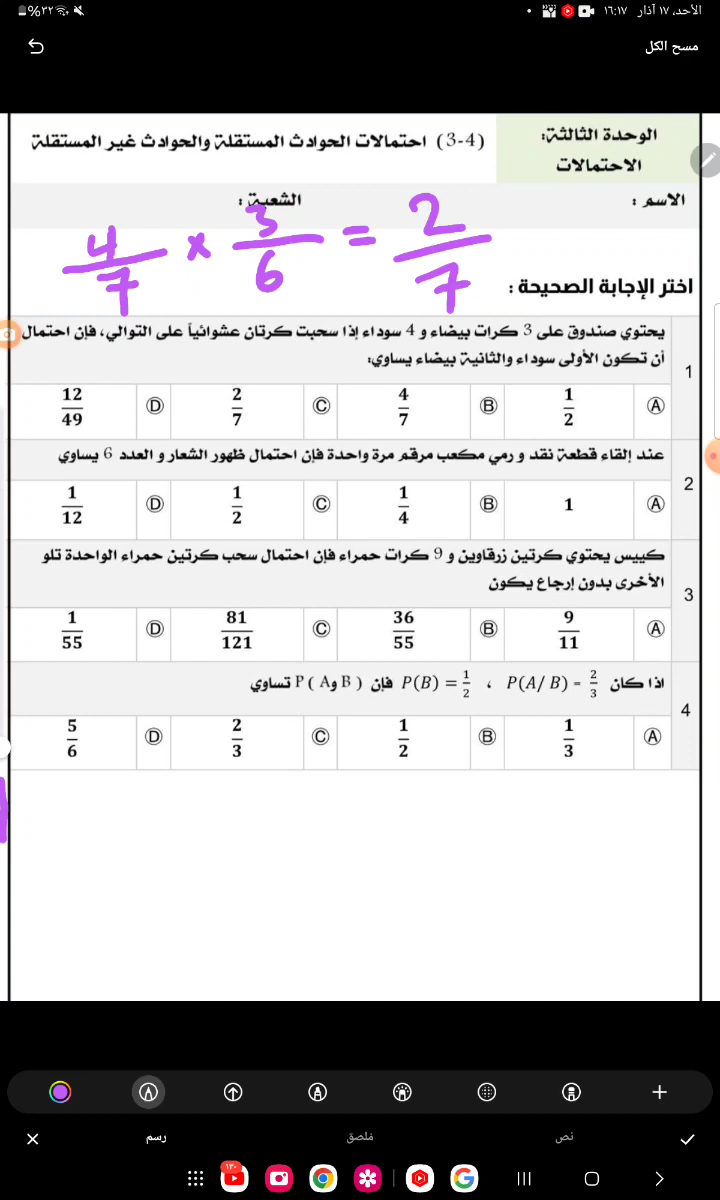 الأحد، ١٧ آذار ١٦:١٧
%٣٢
مسح الكل
الوحدة الثالثة:
الاحتمالات
(3-4) احتمالات الحوادث المستقلة والحوادث غير المستقلة
الاسم : الشعبة :
4/7 × 3/6 = 2/7
اختر الإجابة الصحيحة :
1
يحتوي صندوق على 3 كرات بيضاء و 4 سوداء إذا سحبت كرتان عشوائياً على التوالي، فإن احتمال
أن تكون الأولى سوداء والثانية بيضاء يساوي:
Ⓐ 1/2 Ⓑ 4/7 Ⓒ 2/7 Ⓓ 12/49
2
عند إلقاء قطعة نقد و رمي مكعب مرقم مرة واحدة فإن احتمال ظهور الشعار و العدد 6 يساوي
Ⓐ 1 Ⓑ 1/4 Ⓒ 1/2 Ⓓ 1/12
3
كييس يحتوي كرتين زرقاوين و 9 كرات حمراء فإن احتمال سحب كرتين حمراء الواحدة تلو
الأخرى بدون إرجاع يكون
Ⓐ 9/11 Ⓑ 36/55 Ⓒ 81/121 Ⓓ 1/55
4
اذا كان P(A/B) = 2/3 ، P(B) = 1/2 فإن P( A و B ) تساوي
Ⓐ 1/3 Ⓑ 1/2 Ⓒ 2/3 Ⓓ 5/6
رسم مُلصق نص
+١٣٠